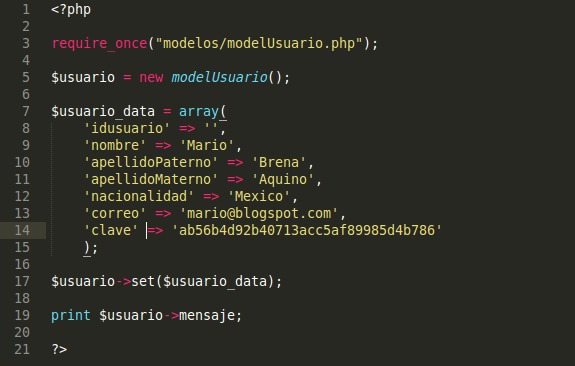 1 <?php
2
3 require_once("modelos/modelUsuario.php");
4
5 $usuario = new modelUsuario();
6
7 $usuario_data = array(
8 'idusuario' => '',
9 'nombre' => 'Mario',
10 'apellidoPaterno' => 'Brena',
11 'apellidoMaterno' => 'Aquino',
12 'nacionalidad' => 'Mexico',
13 'correo' => 'mario@blogspot.com',
14 'clave' => 'ab56b4d92b40713acc5af89985d4b786'
15 );
16
17 $usuario->set($usuario_data);
18
19 print $usuario->mensaje;
20
21 ?>